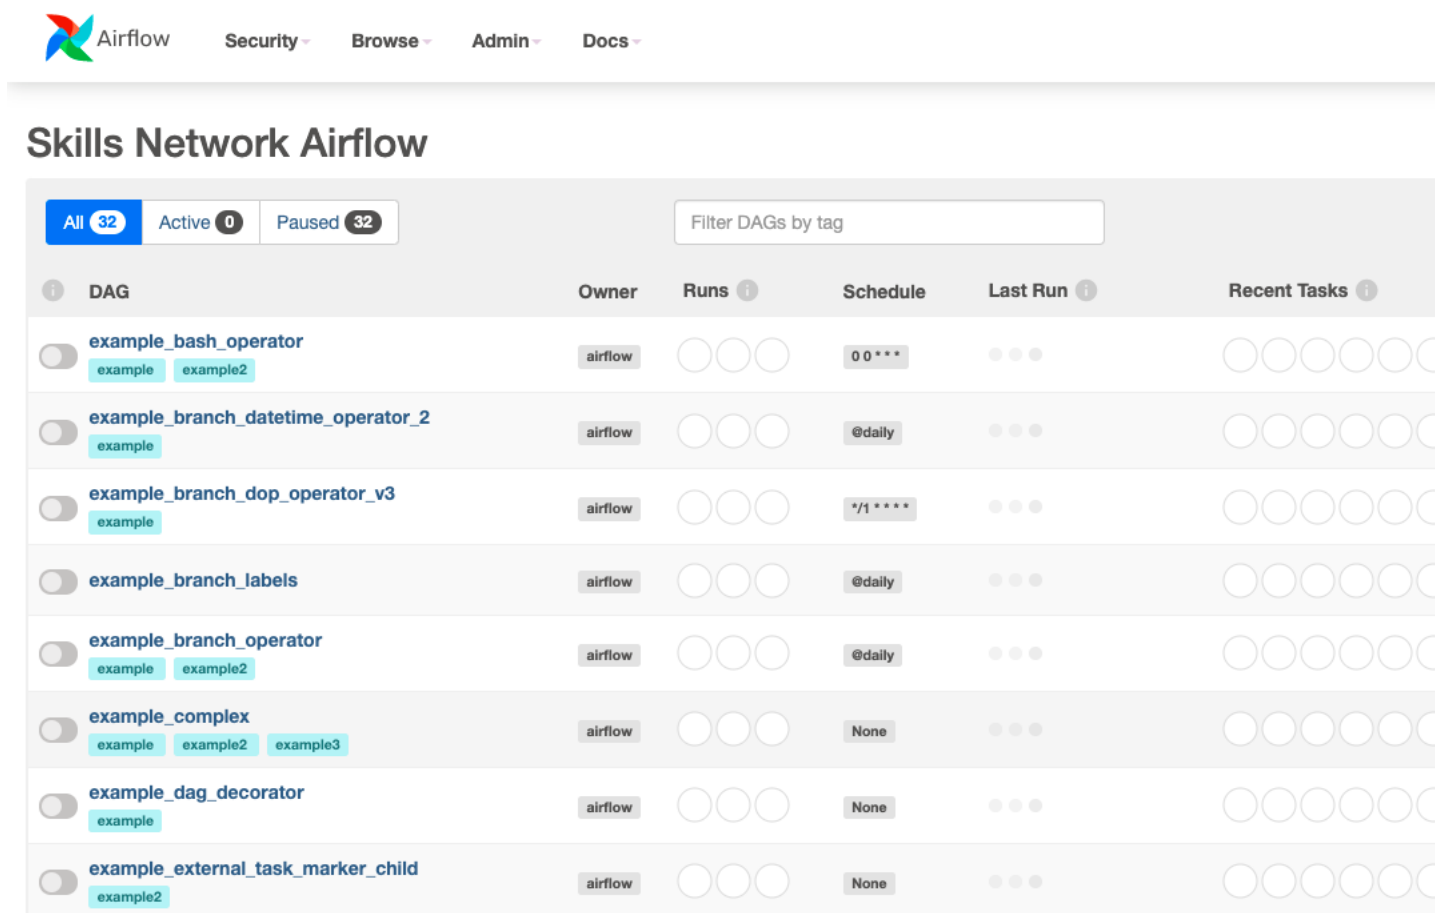 Airflow Security Browse Admin Docs
Skills Network Airflow
All 32 Active 0 Paused 32 Filter DAGs by tag
i DAG Owner Runs i Schedule Last Run i Recent Tasks i
example_bash_operator
example example2 airflow 0 0 * * *
example_branch_datetime_operator_2
example airflow @daily
example_branch_dop_operator_v3
example airflow */1 * * * *
example_branch_labels airflow @daily
example_branch_operator
example example2 airflow @daily
example_complex
example example2 example3 airflow None
example_dag_decorator
example airflow None
example_external_task_marker_child
example2 airflow None